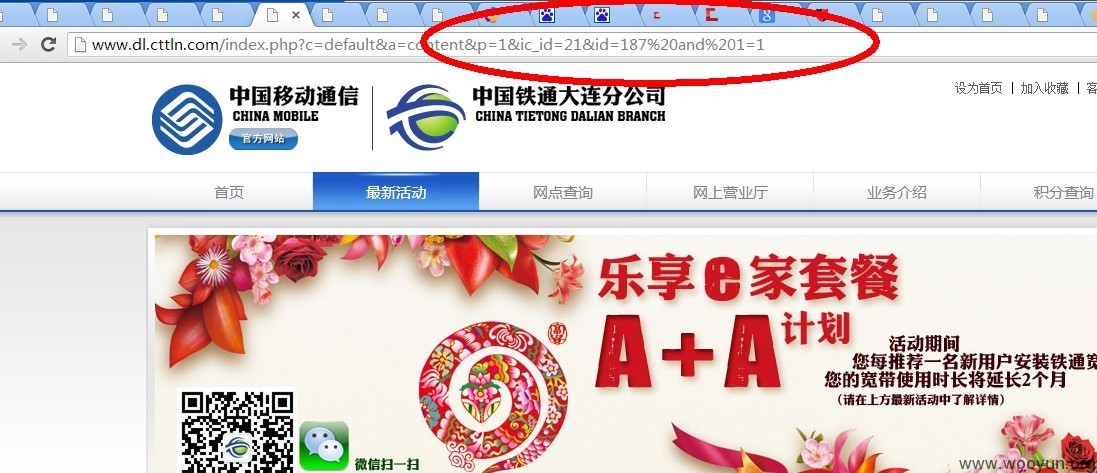 www.dl.cttln.com/index.php?c=default&a=content&p=1&ic_id=21&id=187%20and%201=1
中国移动通信
CHINA MOBILE
官方网站
中国铁通大连分公司
CHINA TIETONG DALIAN BRANCH
设为首页 | 加入收藏 | 客
首页
最新活动
网点查询
网上营业厅
业务介绍
积分查询
乐享e家套餐
A+A计划
活动期间
您每推荐一名新用户安装铁通宽
您的宽带使用时长将延长2个月
(请在上方最新活动中了解详情)
微信扫一扫
www.wooyun.org